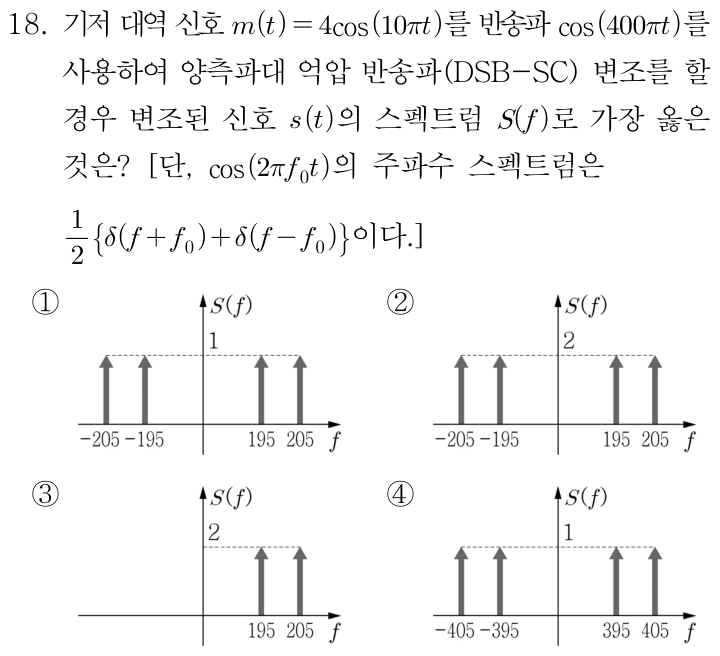 18. 기저 대역 신호 m(t)=4cos(10πt)를 반송파 cos(400πt)를
사용하여 양측파대 억압 반송파(DSB-SC) 변조를 할
경우 변조된 신호 s(t)의 스펙트럼 S(f)로 가장 옳은
것은? [단, cos(2πf₀t)의 주파수 스펙트럼은
1/2{δ(f+f₀)+δ(f-f₀)}이다.]
① S(f)
1
-205 -195 195 205 f
② S(f)
2
-205 -195 195 205 f
③ S(f)
2
195 205 f
④ S(f)
1
-405 -395 395 405 f